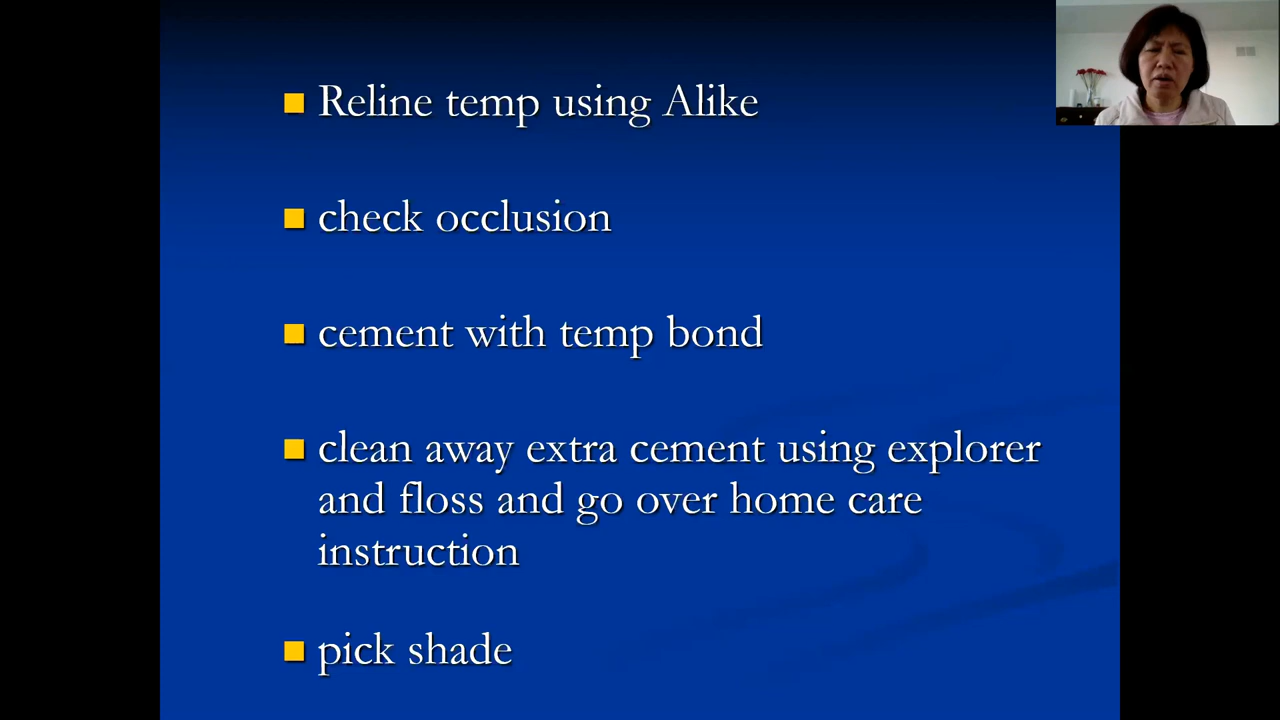 Reline temp using Alike
check occlusion
cement with temp bond
clean away extra cement using explorer
and floss and go over home care
instruction
pick shade